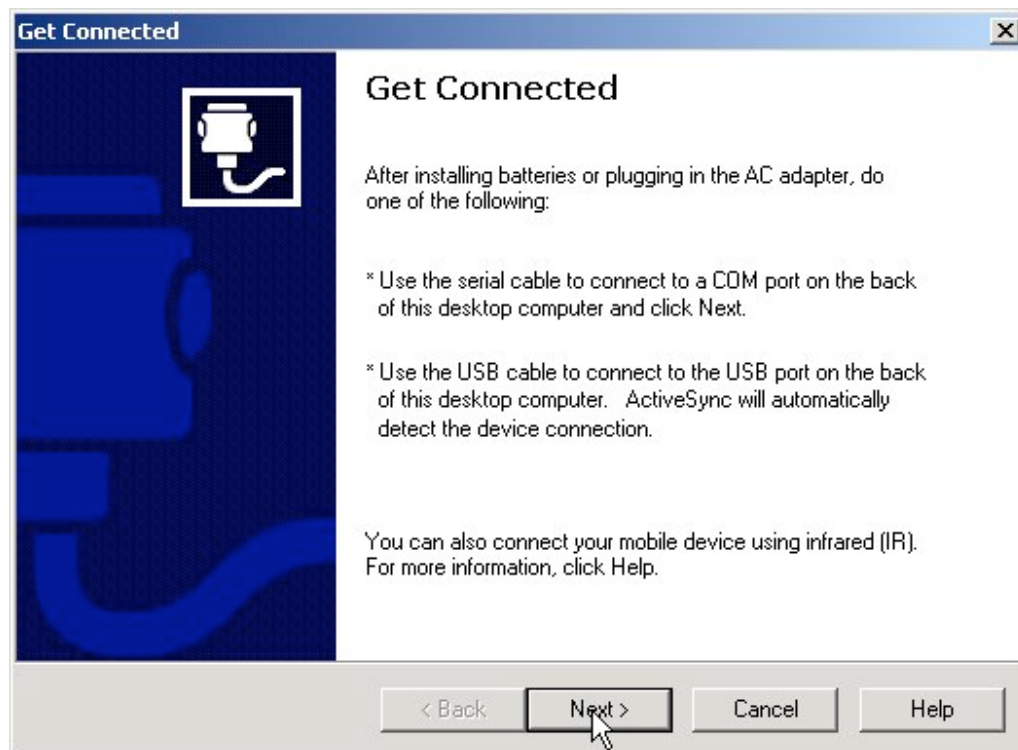 Get Connected
Get Connected
After installing batteries or plugging in the AC adapter, do
one of the following:
* Use the serial cable to connect to a COM port on the back
of this desktop computer and click Next.
* Use the USB cable to connect to the USB port on the back
of this desktop computer.   ActiveSync will automatically
detect the device connection.
You can also connect your mobile device using infrared (IR).
For more information, click Help.
< Back
Next >
Cancel
Help